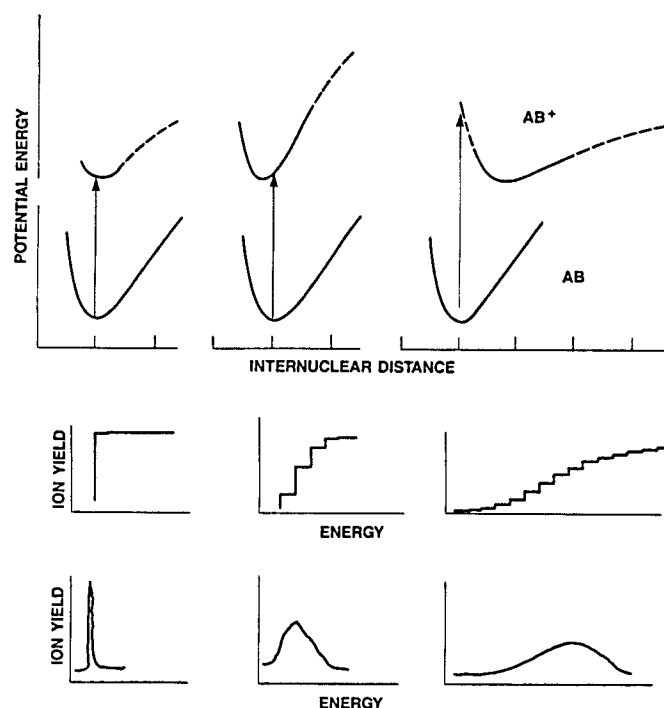 POTENTIAL ENERGY
AB+
AB
INTERNUCLEAR DISTANCE
ION YIELD
ENERGY
ION YIELD
ENERGY